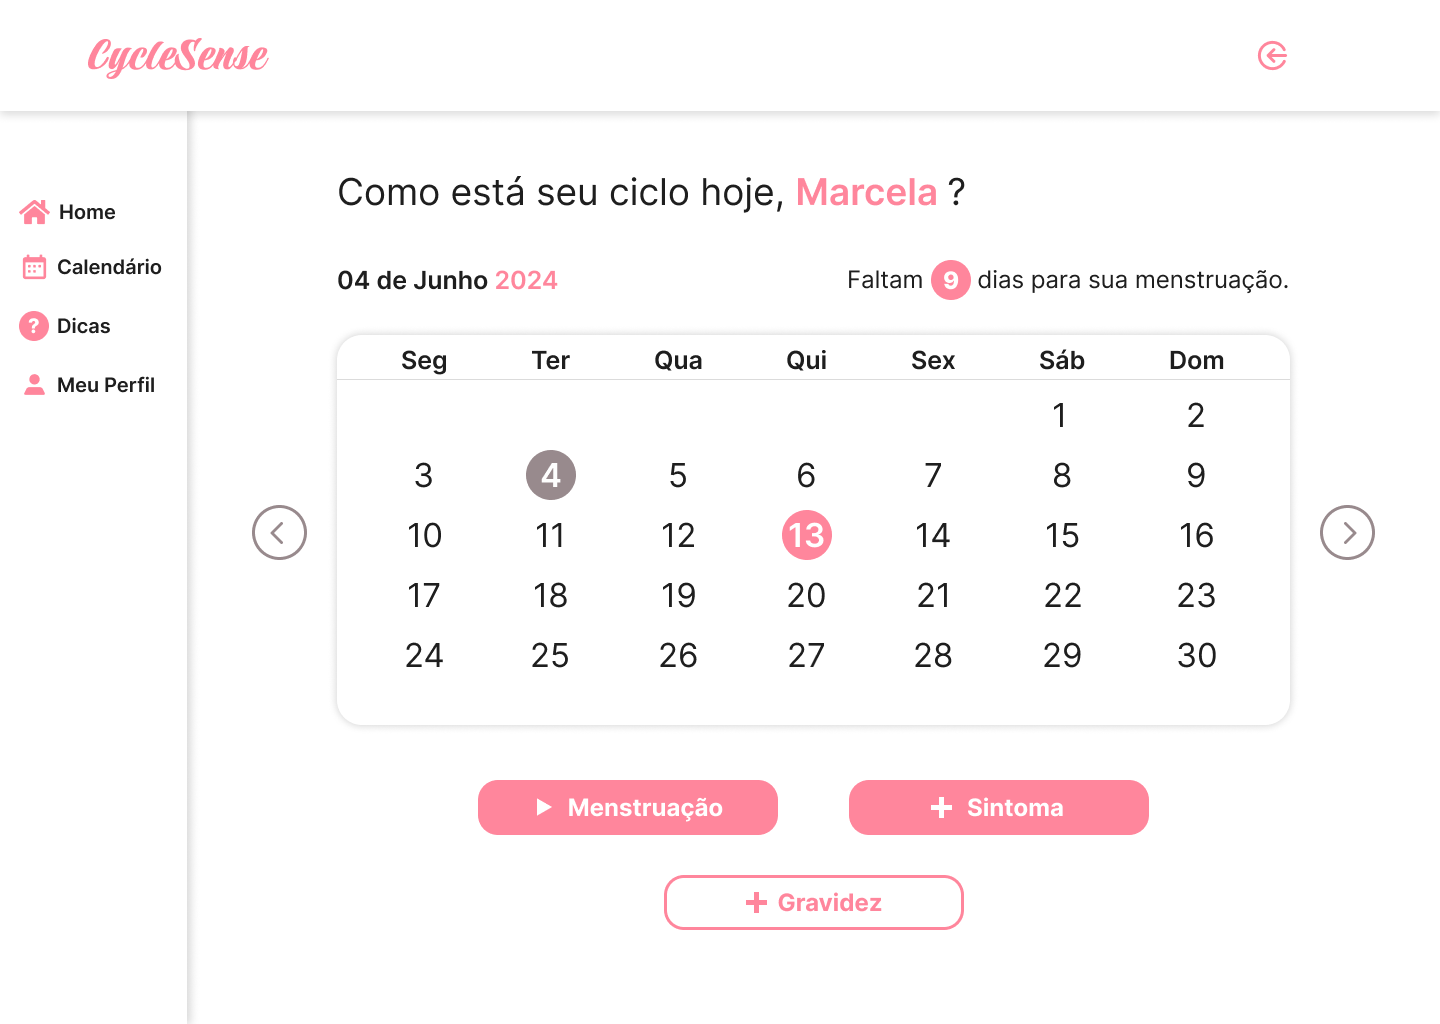 CycleSense
Home
Calendário
? Dicas
Meu Perfil
Como está seu ciclo hoje, Marcela ?
04 de Junho 2024
Faltam 9 dias para sua menstruação.
Seg Ter Qua Qui Sex Sáb Dom
1 2
3 4 5 6 7 8 9
10 11 12 13 14 15 16
17 18 19 20 21 22 23
24 25 26 27 28 29 30
Menstruação
Sintoma
Gravidez